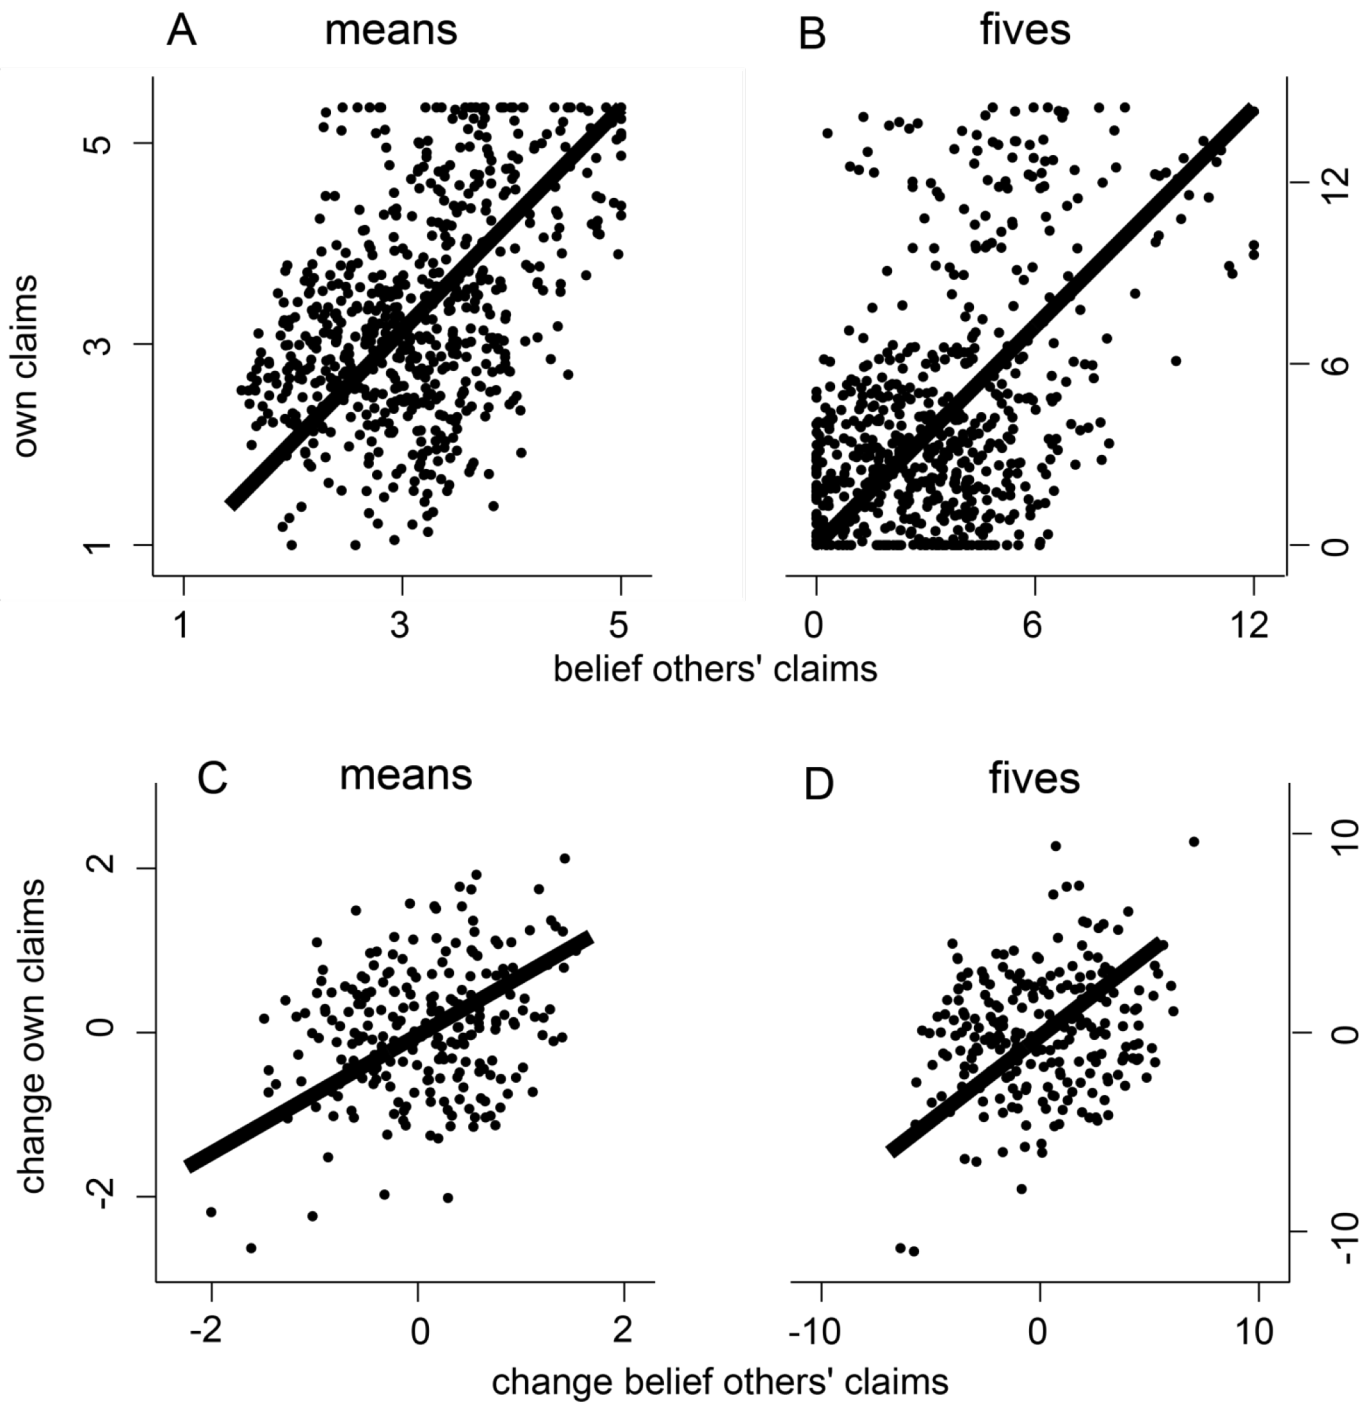 A means
B fives
own claims
5
3
1
12
6
0
1 3 5
0 6 12
belief others' claims
C means
D fives
change own claims
2
0
-2
10
0
-10
-2 0 2
-10 0 10
change belief others' claims